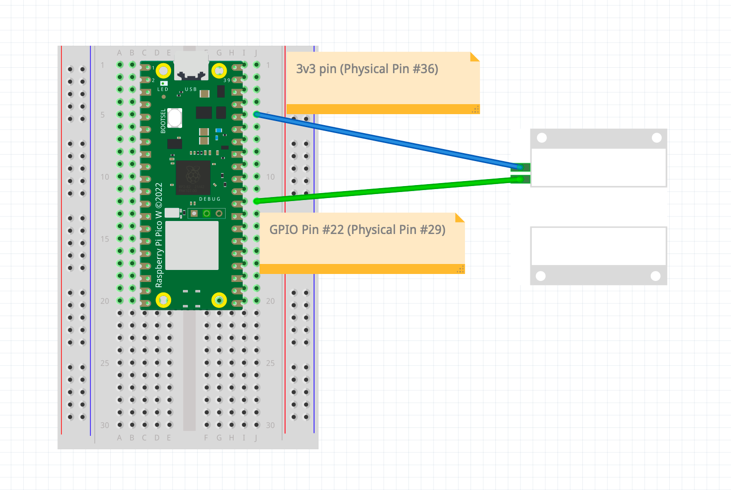 A B C D E F G H I J
1 1
3v3 pin (Physical Pin #36)
LED USB
BOOTSEL
5
10 10
DEBUG
Raspberry Pi Pico W ©2022
GPIO Pin #22 (Physical Pin #29)
15 15
20 20
25 25
30 30
A B C D E F G H I J